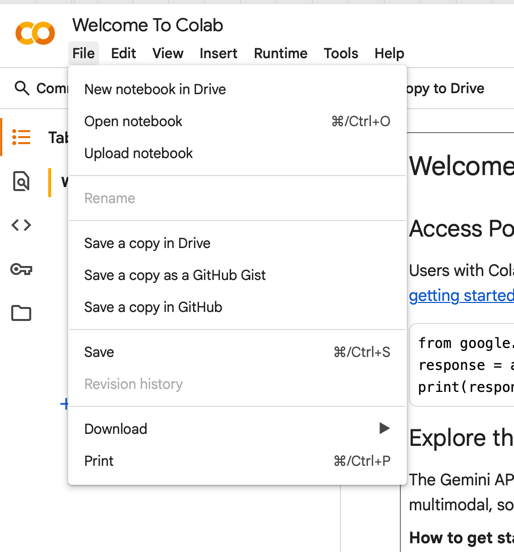 Welcome To Colab
File Edit View Insert Runtime Tools Help
Comm
opy to Drive
New notebook in Drive
Open notebook ⌘/Ctrl+O
Upload notebook
Rename
Save a copy in Drive
Save a copy as a GitHub Gist
Save a copy in GitHub
Save ⌘/Ctrl+S
Revision history
Download
Print ⌘/Ctrl+P
Tab
Welcome
Access Po
Users with Cola
getting started
from google.
response = a
print(respon
Explore th
The Gemini AP
multimodal, so
How to get sta